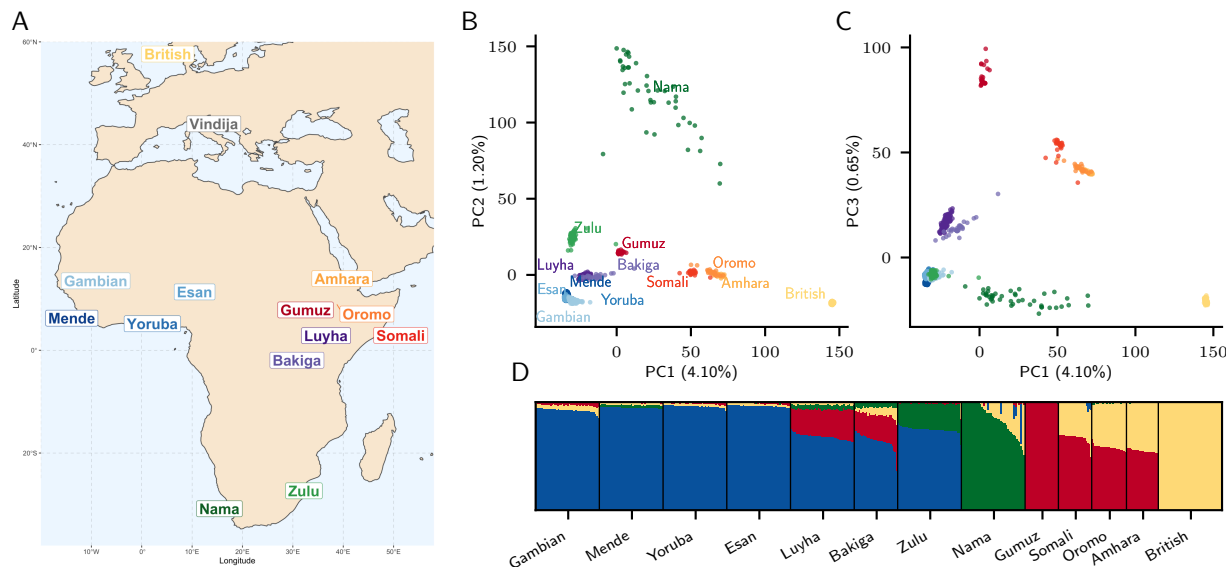 A
60°N
40°N
20°N
0°
20°S
10°W
0°
10°E
20°E
30°E
40°E
50°E
Latitude
Longitude
British
Vindija
Gambian
Esan
Amhara
Mende
Yoruba
Gumuz
Oromo
Luyha
Somali
Bakiga
Zulu
Nama
B
PC2 (1.20%)
150
100
50
0
0
50
100
150
PC1 (4.10%)
Nama
Zulu
Gumuz
Luyha
Bakiga
Oromo
Mende
Somali
Amhara
Esan
Yoruba
British
Gambian
C
PC3 (0.65%)
100
50
0
0
50
100
150
PC1 (4.10%)
D
Gambian
Mende
Yoruba
Esan
Luyha
Bakiga
Zulu
Nama
Gumuz
Somali
Oromo
Amhara
British